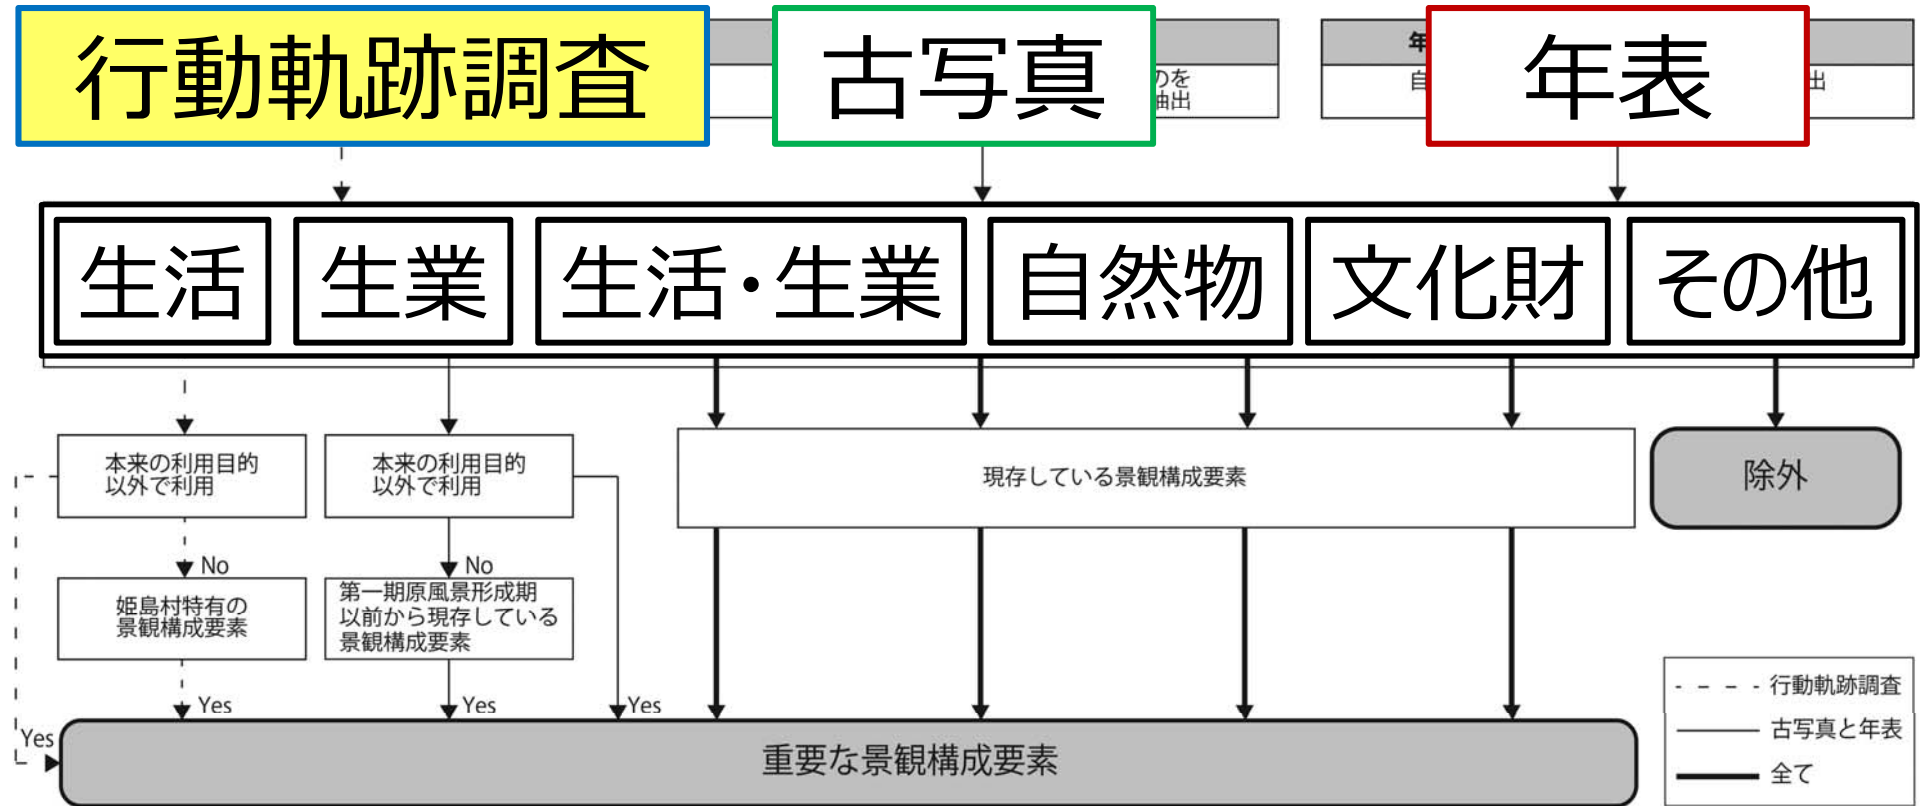 行動軌跡調査
古写真
のを
抽出
年
自
年表
出
生活
生業
生活・生業
自然物
文化財
その他
本来の利用目的
以外で利用
本来の利用目的
以外で利用
現存している景観構成要素
除外
No
No
姫島村特有の
景観構成要素
第一期原風景形成期
以前から現存している
景観構成要素
Yes
Yes
Yes
Yes
重要な景観構成要素
行動軌跡調査
古写真と年表
全て